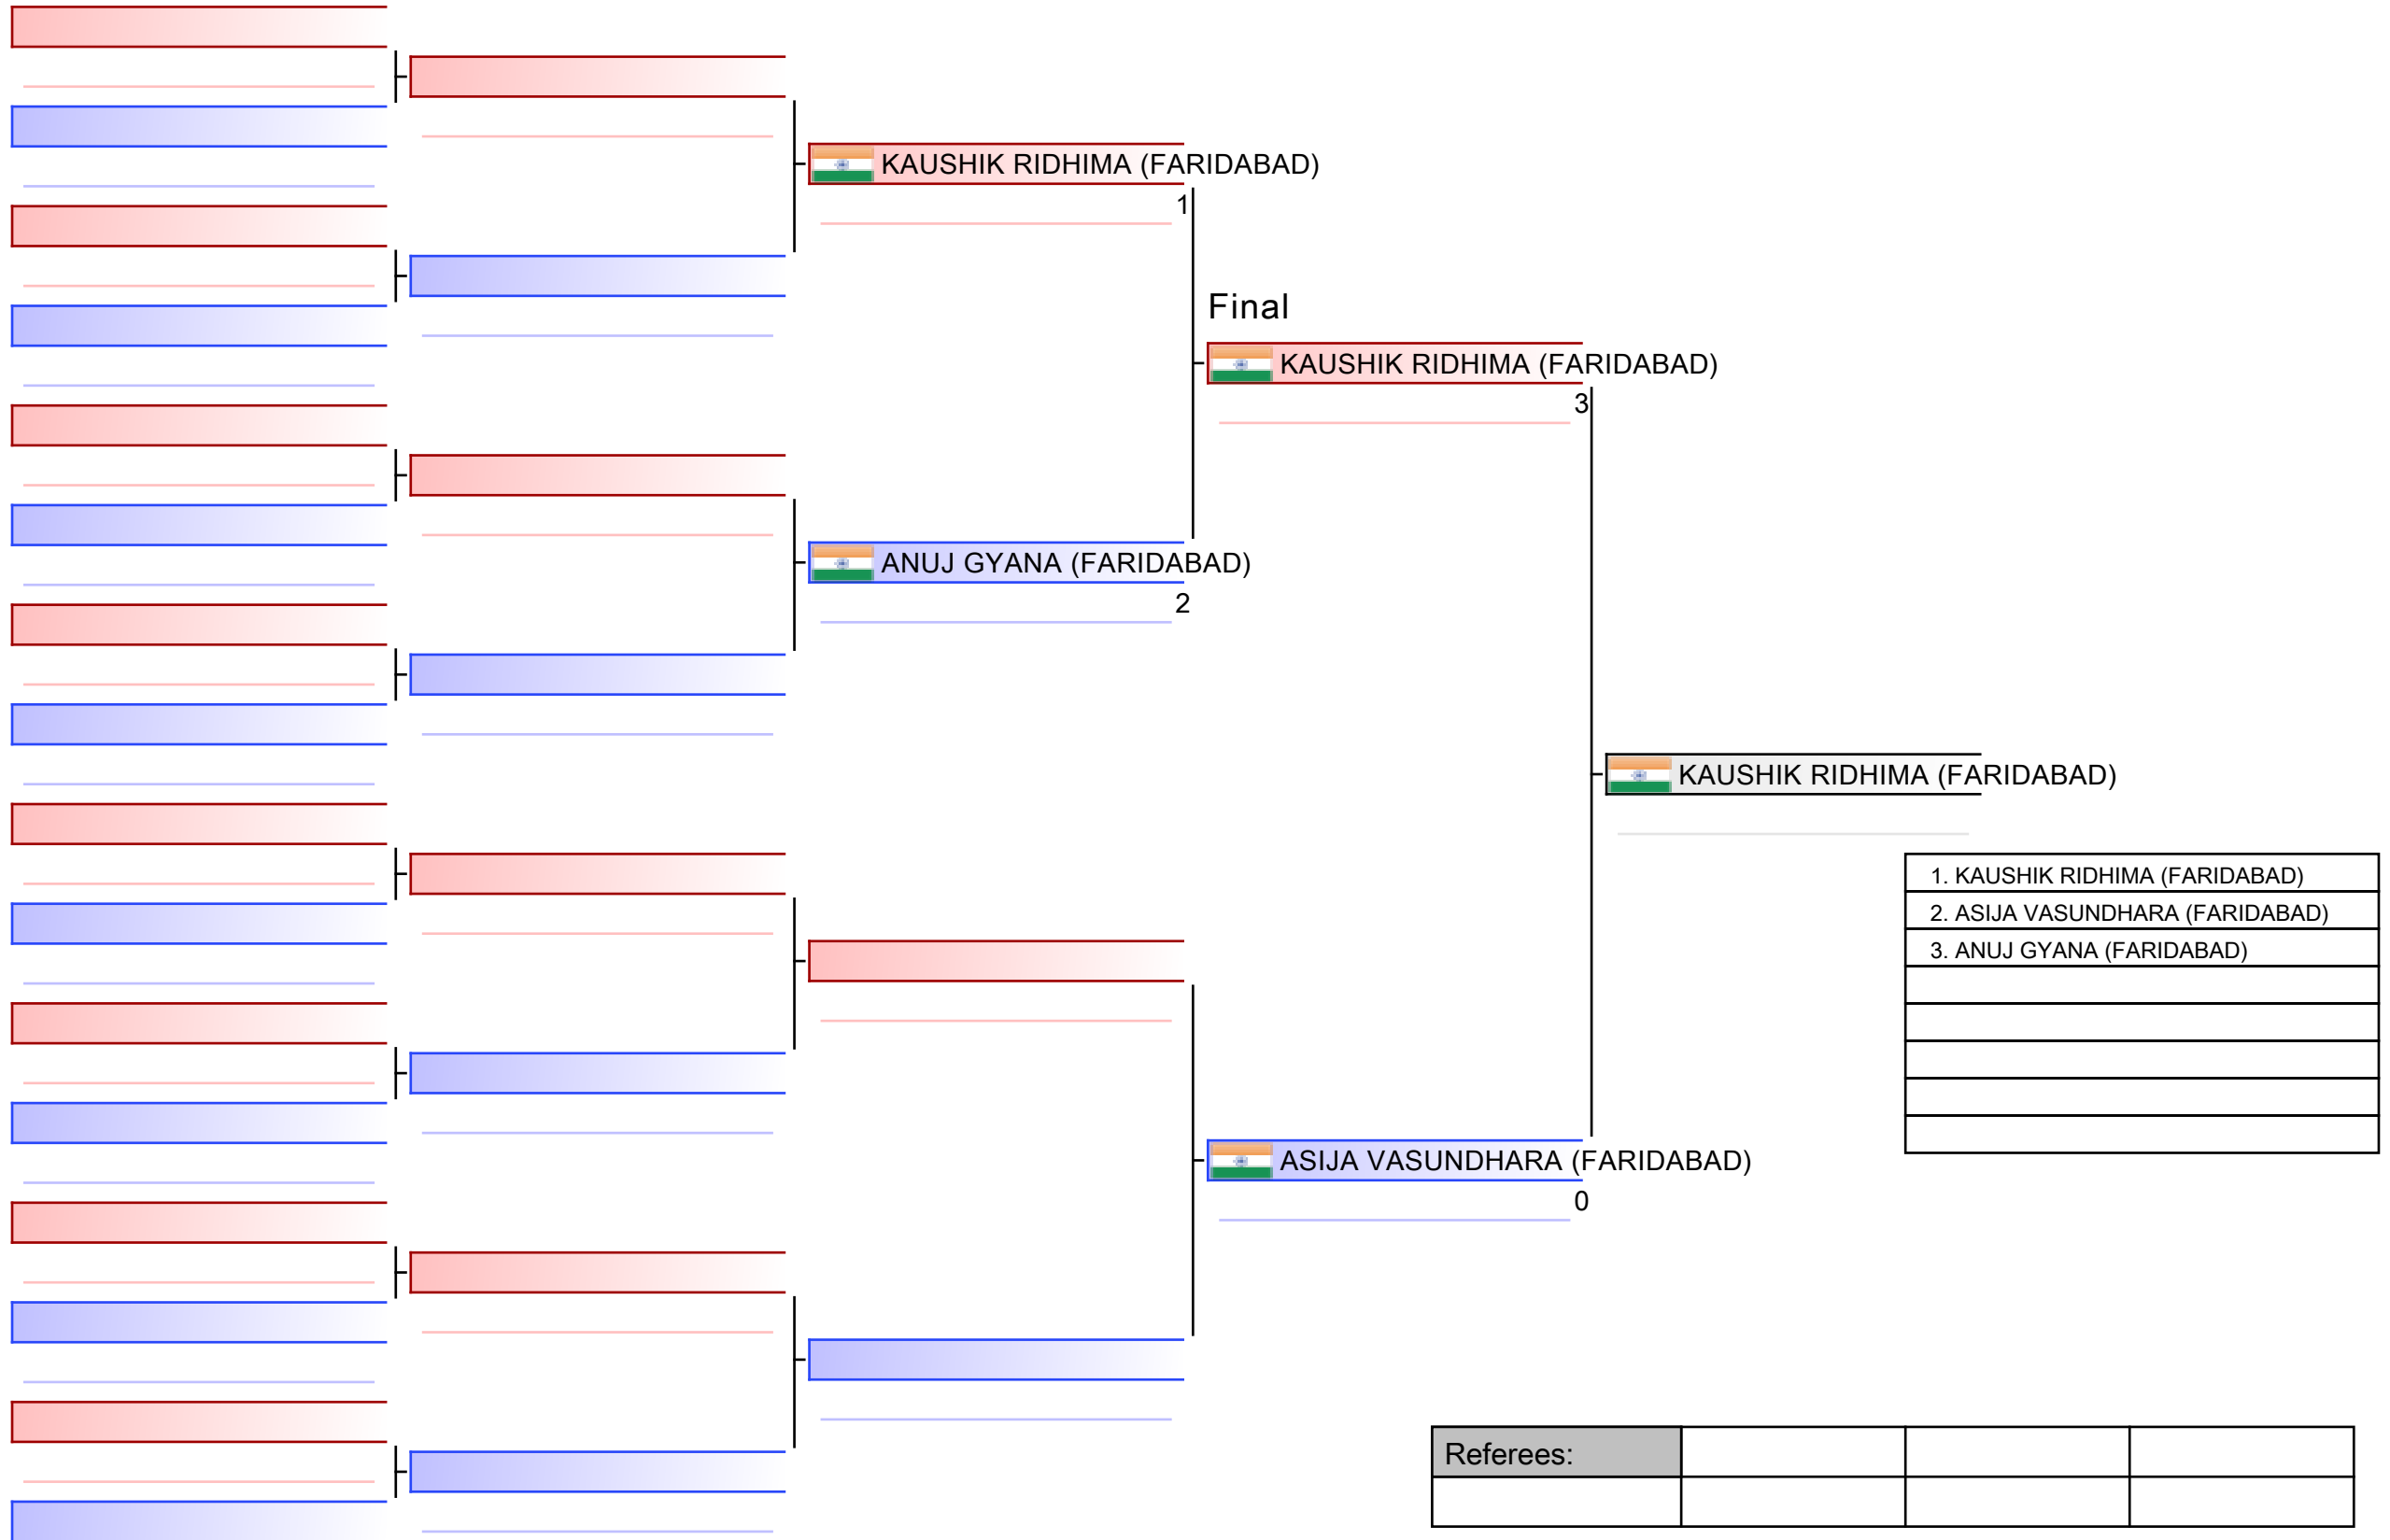 KAUSHIK RIDHIMA (FARIDABAD)
1
Final
KAUSHIK RIDHIMA (FARIDABAD)
3
ANUJ GYANA (FARIDABAD)
2
KAUSHIK RIDHIMA (FARIDABAD)
1. KAUSHIK RIDHIMA (FARIDABAD)
2. ASIJA VASUNDHARA (FARIDABAD)
3. ANUJ GYANA (FARIDABAD)
ASIJA VASUNDHARA (FARIDABAD)
0
Referees: